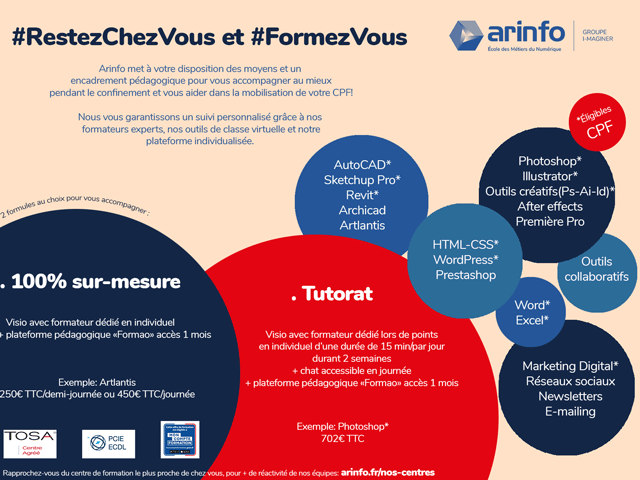 #RestezChezVous et #FormezVous
arinfo
École des Métiers du Numérique
GROUPE
I-MAGINER
Arinfo met à votre disposition des moyens et un
encadrement pédagogique pour vous accompagner au mieux
pendant le confinement et vous aider dans la mobilisation de votre CPF!
Nous vous garantissons un suivi personnalisé grâce à nos
formateurs experts, nos outils de classe virtuelle et notre
plateforme individualisée.
*Éligibles
CPF
AutoCAD*
Sketchup Pro*
Revit*
Archicad
Artlantis
Photoshop*
Illustrator*
Outils créatifs(Ps-Ai-Id)*
After effects
Première Pro
HTML-CSS*
WordPress*
Prestashop
Outils
collaboratifs
Word*
Excel*
Marketing Digital*
Réseaux sociaux
Newsletters
E-mailing
2 formules au choix pour vous accompagner :
. 100% sur-mesure
Visio avec formateur dédié en individuel
+ plateforme pédagogique «Formao» accès 1 mois
Exemple: Artlantis
250€ TTC/demi-journée ou 450€ TTC/journée
. Tutorat
Visio avec formateur dédié lors de points
en individuel d'une durée de 15 min/par jour
durant 2 semaines
+ chat accessible en journée
+ plateforme pédagogique «Formao» accès 1 mois
Exemple: Photoshop*
702€ TTC
TOSA
Centre
Agréé
PCIE
ECDL
MON
COMPTE
FORMATION
Rapprochez-vous du centre de formation le plus proche de chez vous, pour + de réactivité de nos équipes: arinfo.fr/nos-centres